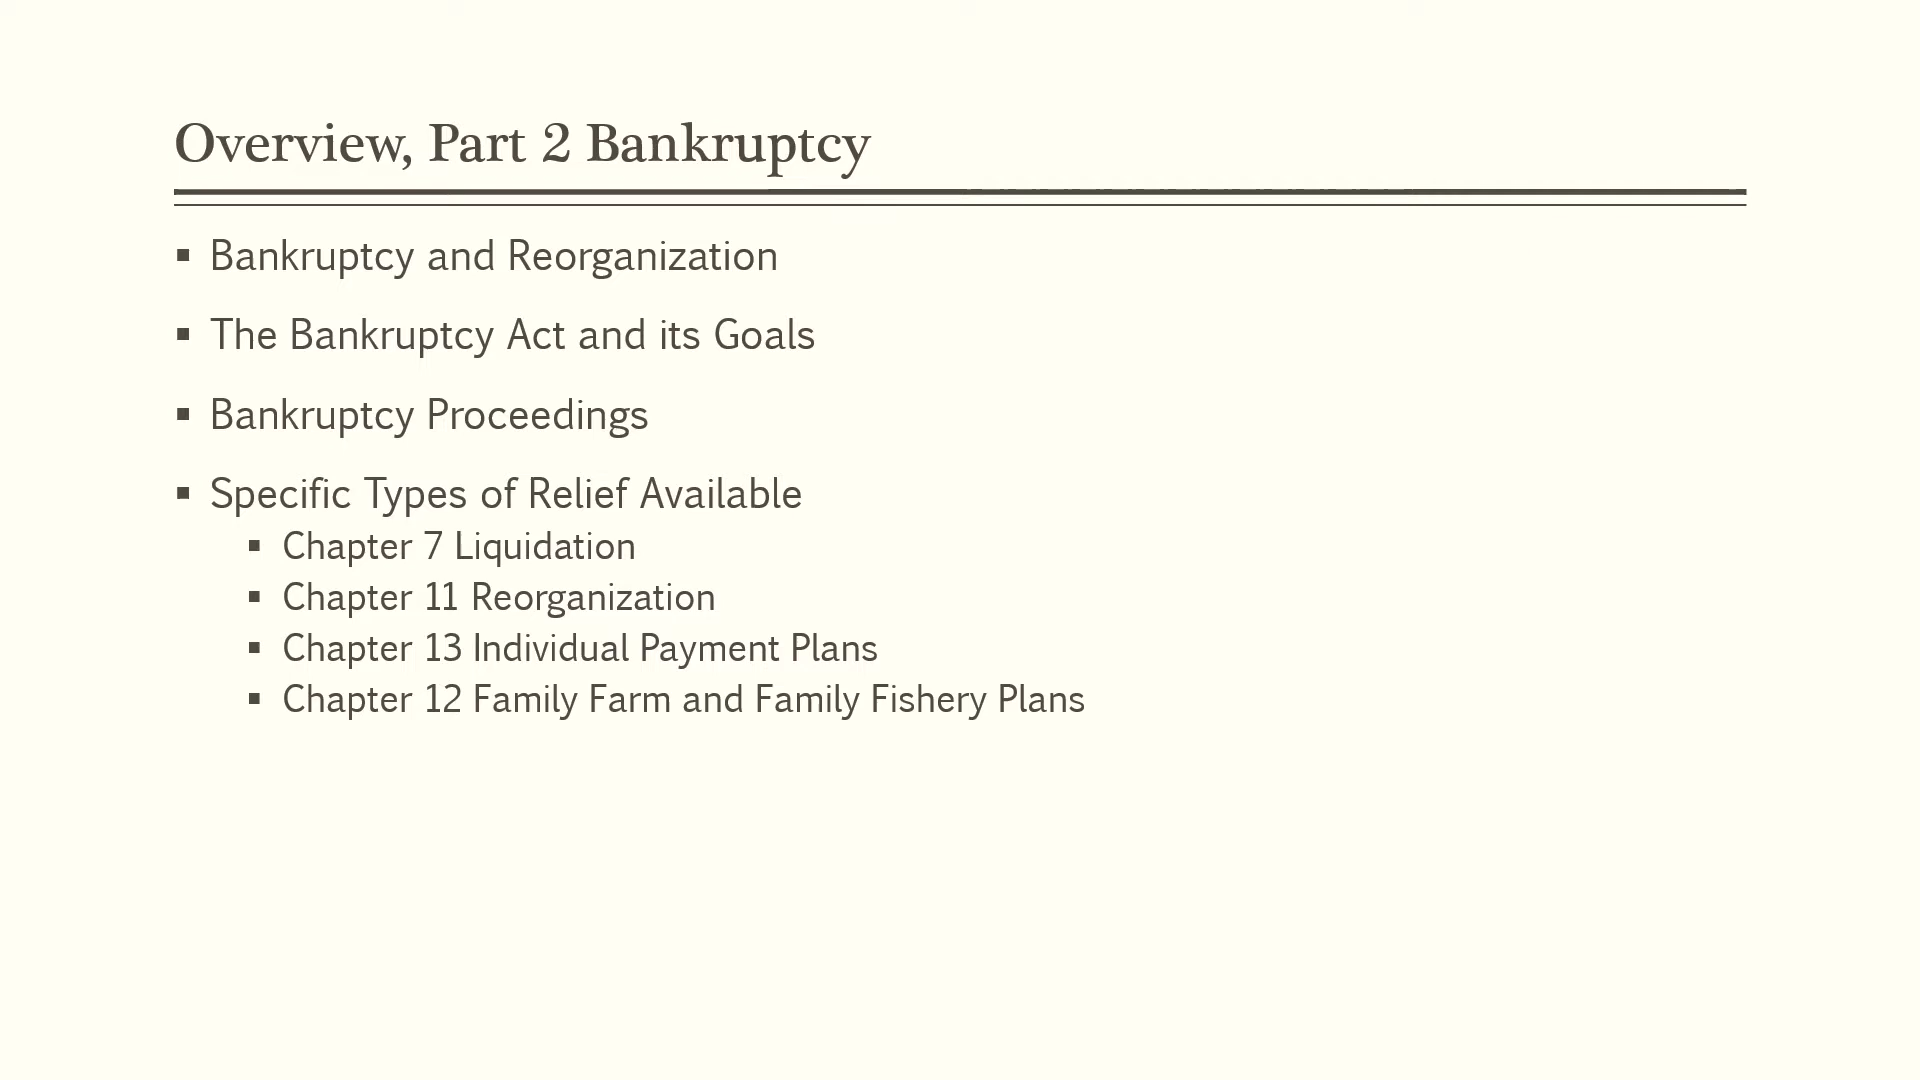 Overview, Part 2 Bankruptcy
▪ Bankruptcy and Reorganization
▪ The Bankruptcy Act and its Goals
▪ Bankruptcy Proceedings
▪ Specific Types of Relief Available
▪ Chapter 7 Liquidation
▪ Chapter 11 Reorganization
▪ Chapter 13 Individual Payment Plans
▪ Chapter 12 Family Farm and Family Fishery Plans